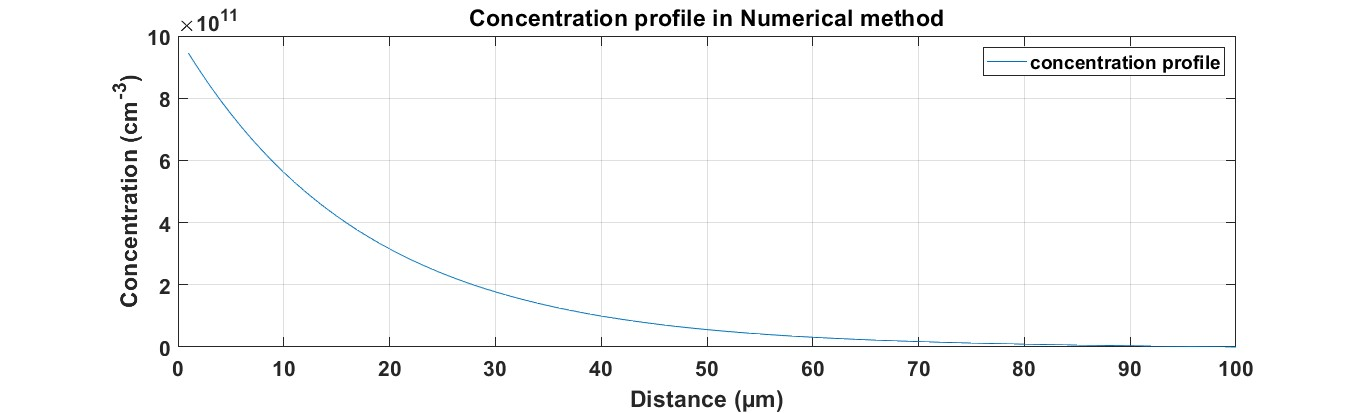 Concentration profile in Numerical method
×10^11
concentration profile
Concentration (cm^-3)
10
8
6
4
2
0
0 10 20 30 40 50 60 70 80 90 100
Distance (µm)